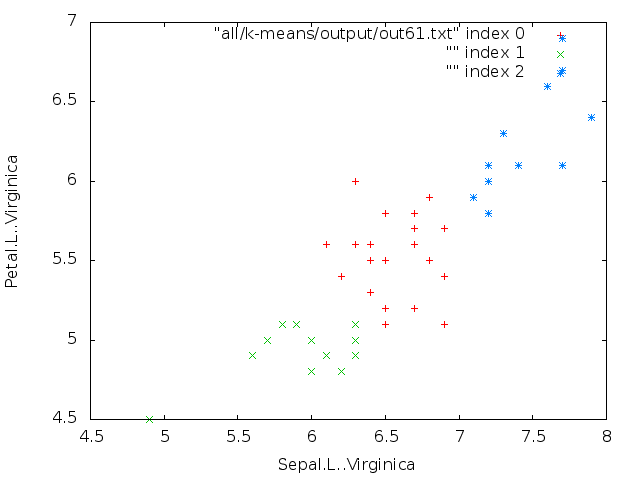 7
"all/k-means/output/out61.txt" index 0
"" index 1
"" index 2
6.5
6
5.5
5
4.5
Petal.L..Virginica
4.5 5 5.5 6 6.5 7 7.5 8
Sepal.L..Virginica